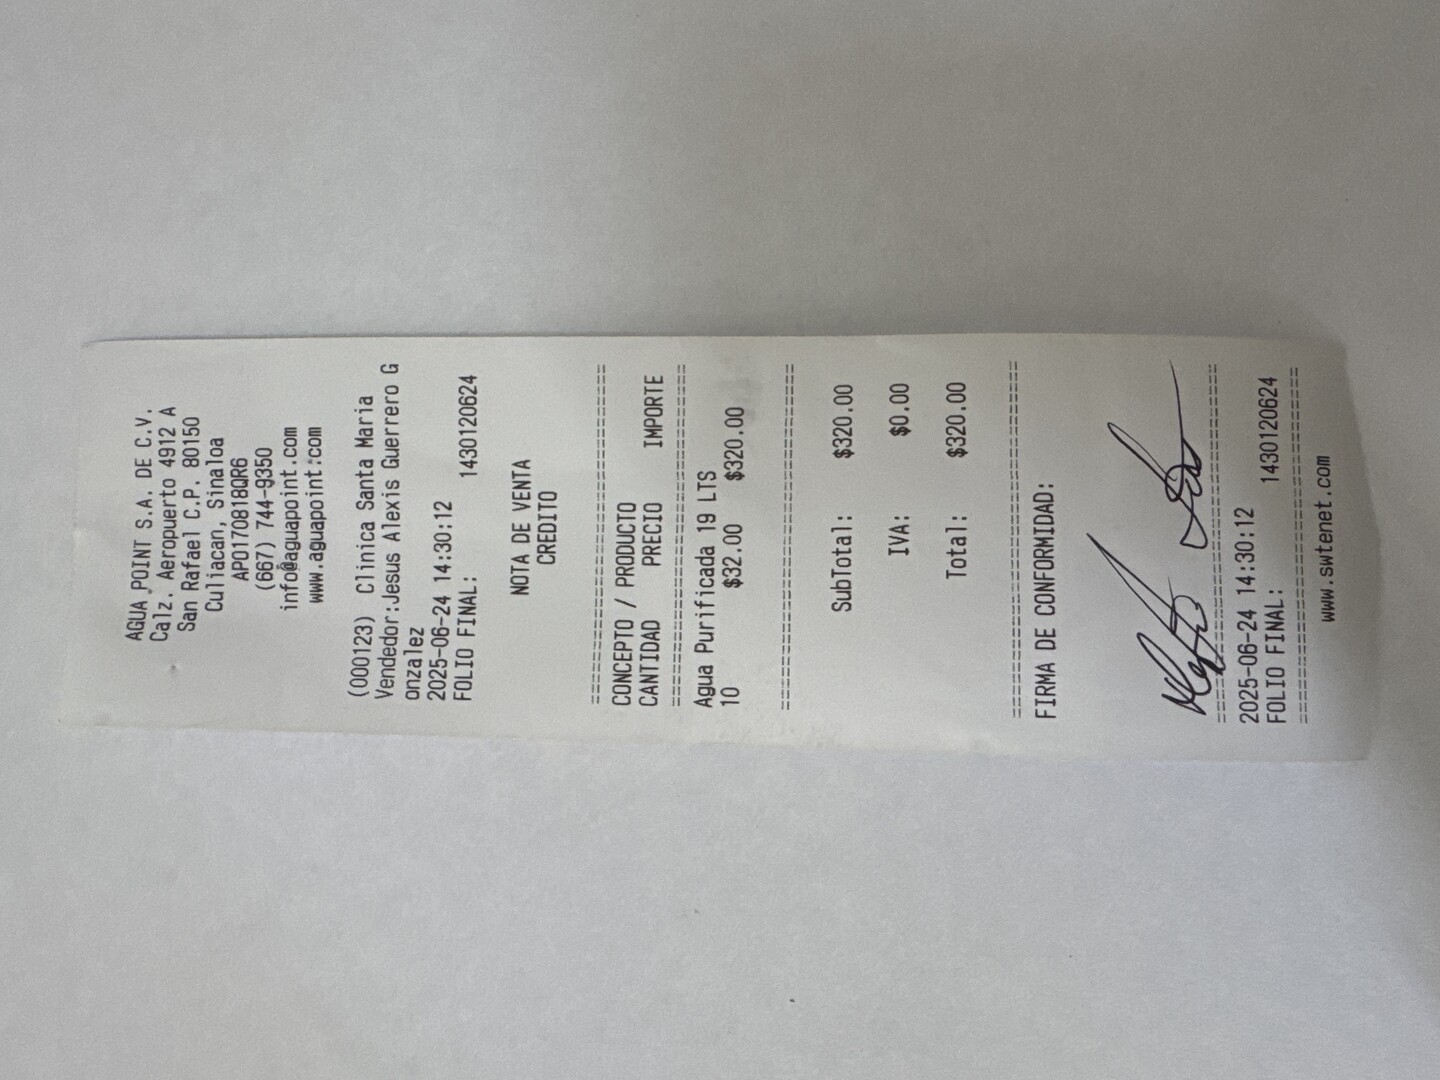 AGUA POINT S.A. DE C.V.
Calz. Aeropuerto 4912 A
San Rafael C.P. 80150
Culiacan, Sinaloa
APO170818QR6
(667) 744-9350
info@aguapoint.com
www.aguapoint.com
(000123) Clinica Santa Maria
Vendedor:Jesus Alexis Guerrero G
onzalez
2025-06-24 14:30:12
FOLIO FINAL: 1430120624
NOTA DE VENTA
CREDITO
================================
CONCEPTO / PRODUCTO
CANTIDAD PRECIO IMPORTE
================================
Agua Purificada 19 LTS
10 $32.00 $320.00
================================
SubTotal: $320.00
IVA: $0.00
Total: $320.00
================================
FIRMA DE CONFORMIDAD:
================================
2025-06-24 14:30:12
FOLIO FINAL: 1430120624
================================
www.swtenet.com